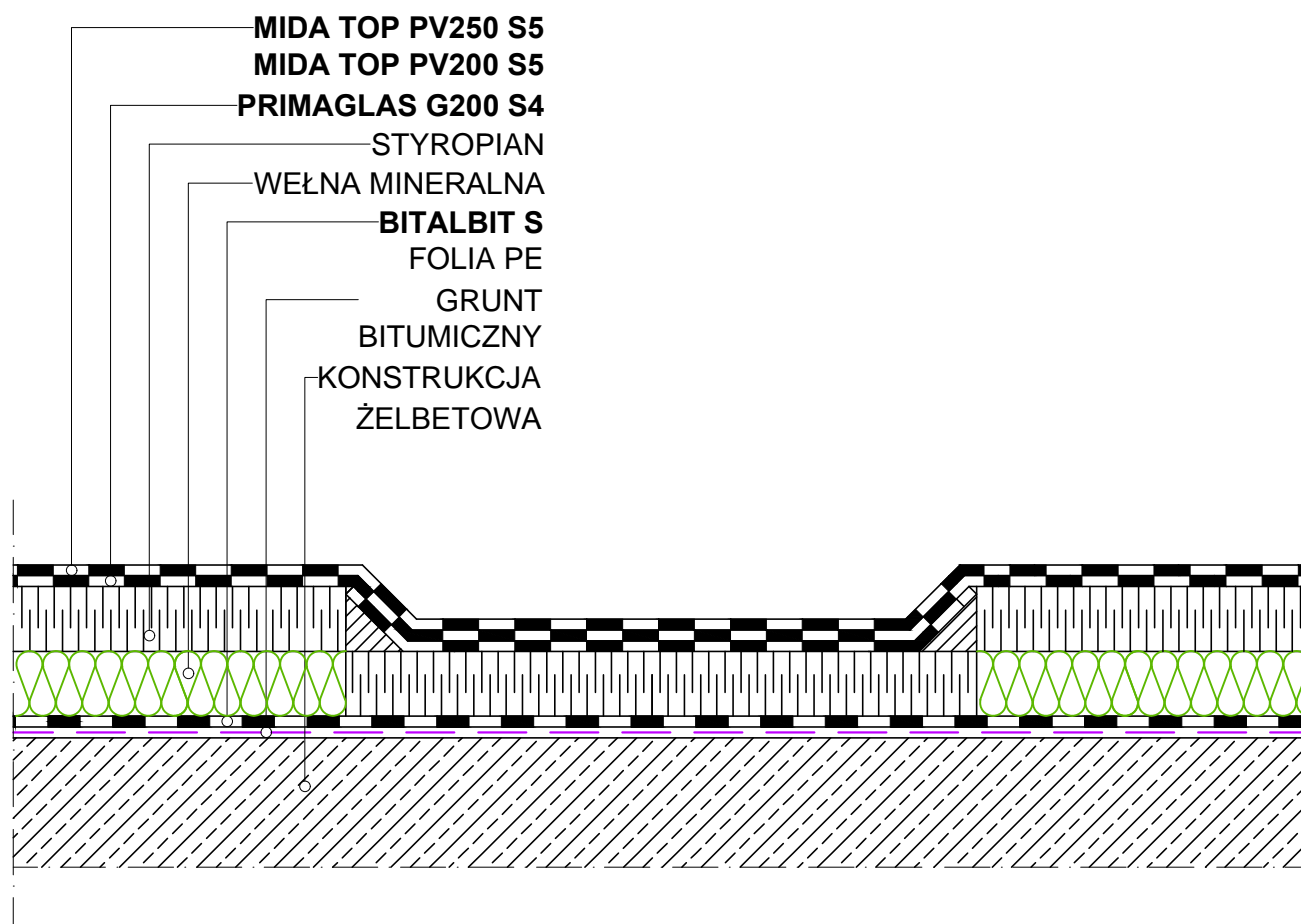 MIDA TOP PV250 S5
MIDA TOP PV200 S5
PRIMAGLAS G200 S4
STYROPIAN
WEŁNA MINERALNA
BITALBIT S
FOLIA PE
GRUNT
BITUMICZNY
KONSTRUKCJA
ŻELBETOWA